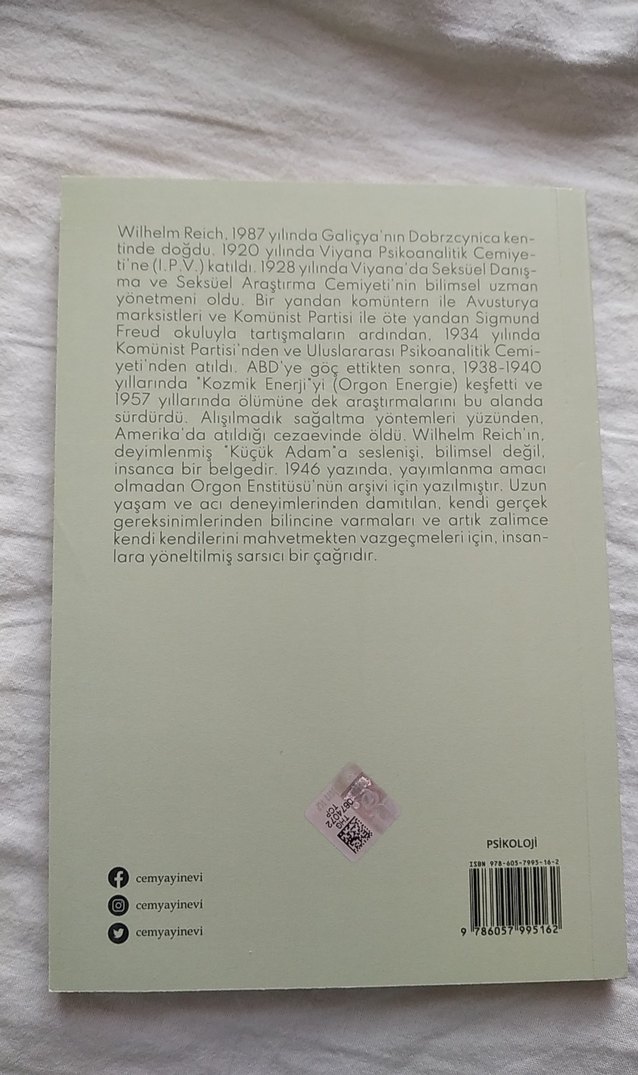 Wilhelm Reich, 1987 yılında Galiçya'nın Dobrzcynica ken-
tinde doğdu. 1920 yılında Viyana Psikoanalitik Cemiye-
ti'ne (I.P.V.) katıldı. 1928 yılında Viyana'da Seksüel Danış-
ma ve Seksüel Araştırma Cemiyeti'nin bilimsel uzman
yönetmeni oldu. Bir yandan komüntern ile Avusturya
marksistleri ve Komünist Partisi ile öte yandan Sigmund
Freud okuluyla tartışmaların ardından, 1934 yılında
Komünist Partisi'nden ve Uluslararası Psikoanalitik Cemi-
yeti'nden atıldı. ABD'ye göç ettikten sonra, 1938-1940
yıllarında "Kozmik Enerji"yi (Orgon Energie) keşfetti ve
1957 yıllarında ölümüne dek araştırmalarını bu alanda
sürdürdü. Alışılmadık sağaltma yöntemleri yüzünden,
Amerika'da atıldığı cezaevinde öldü. Wilhelm Reich'ın,
deyimlenmiş "Küçük Adam"a seslenişi, bilimsel değil,
insanca bir belgedir. 1946 yazında, yayımlanma amacı
olmadan Orgon Enstitüsü'nün arşivi için yazılmıştır. Uzun
yaşam ve acı deneyimlerinden damıtılan, kendi gerçek
gereksinimlerinden bilincine varmaları ve artık zalimce
kendi kendilerini mahvetmekten vazgeçmeleri için, insan-
lara yöneltilmiş sarsıcı bir çağrıdır.
THG
0874072
TOP
PSİKOLOJİ
ISBN 978-605-7995-16-2
9 786057 995162
cemyayinevi
cemyayinevi
cemyayinevi